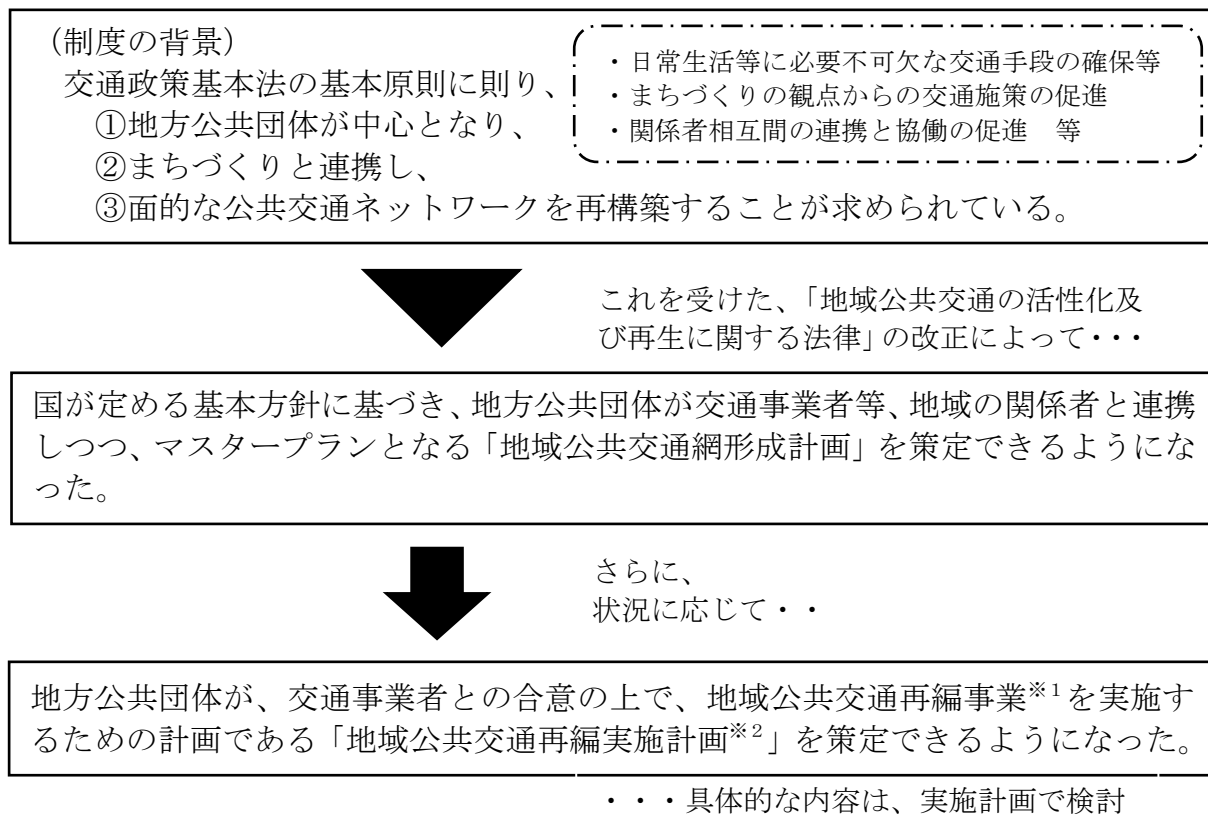 （制度の背景）
交通政策基本法の基本原則に則り、
①地方公共団体が中心となり、
②まちづくりと連携し、
③面的な公共交通ネットワークを再構築することが求められている。
・日常生活等に必要不可欠な交通手段の確保等
・まちづくりの観点からの交通施策の促進
・関係者相互間の連携と協働の促進　等
これを受けた、「地域公共交通の活性化及
び再生に関する法律」の改正によって・・・
国が定める基本方針に基づき、地方公共団体が交通事業者等、地域の関係者と連携
しつつ、マスタープランとなる「地域公共交通網形成計画」を策定できるようにな
った。
さらに、
状況に応じて・・
地方公共団体が、交通事業者との合意の上で、地域公共交通再編事業※1を実施す
るための計画である「地域公共交通再編実施計画※2」を策定できるようになった。
・・・具体的な内容は、実施計画で検討